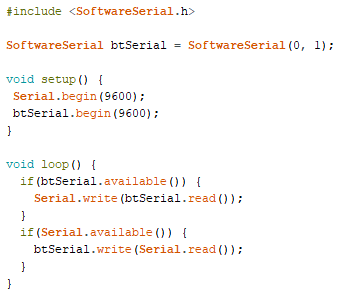 #include <SoftwareSerial.h>

SoftwareSerial btSerial = SoftwareSerial(0, 1);

void setup() {
 Serial.begin(9600);
 btSerial.begin(9600);
}

void loop() {
  if(btSerial.available()) {
    Serial.write(btSerial.read());
  }
  if(Serial.available()) {
    btSerial.write(Serial.read());
  }
}